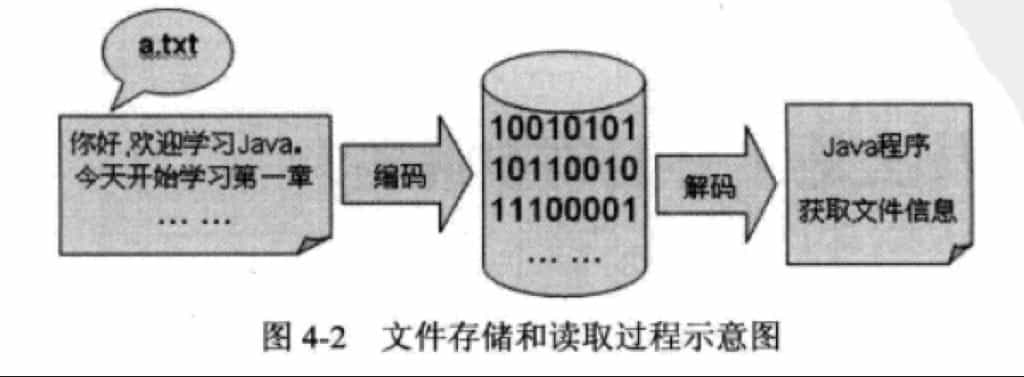 a.txt
你好,欢迎学习Java。
今天开始学习第一章
... ...
编码
10010101
10110010
11100001
... ...
解码
Java程序
获取文件信息
图 4-2 文件存储和读取过程示意图